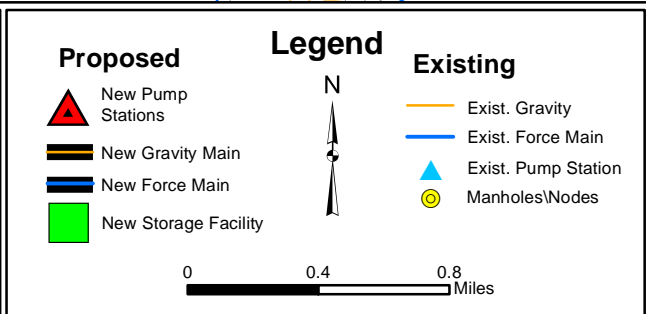 Legend
Proposed
New Pump
Stations
New Gravity Main
New Force Main
New Storage Facility
N
Existing
Exist. Gravity
Exist. Force Main
Exist. Pump Station
Manholes\Nodes
0 0.4 0.8
Miles